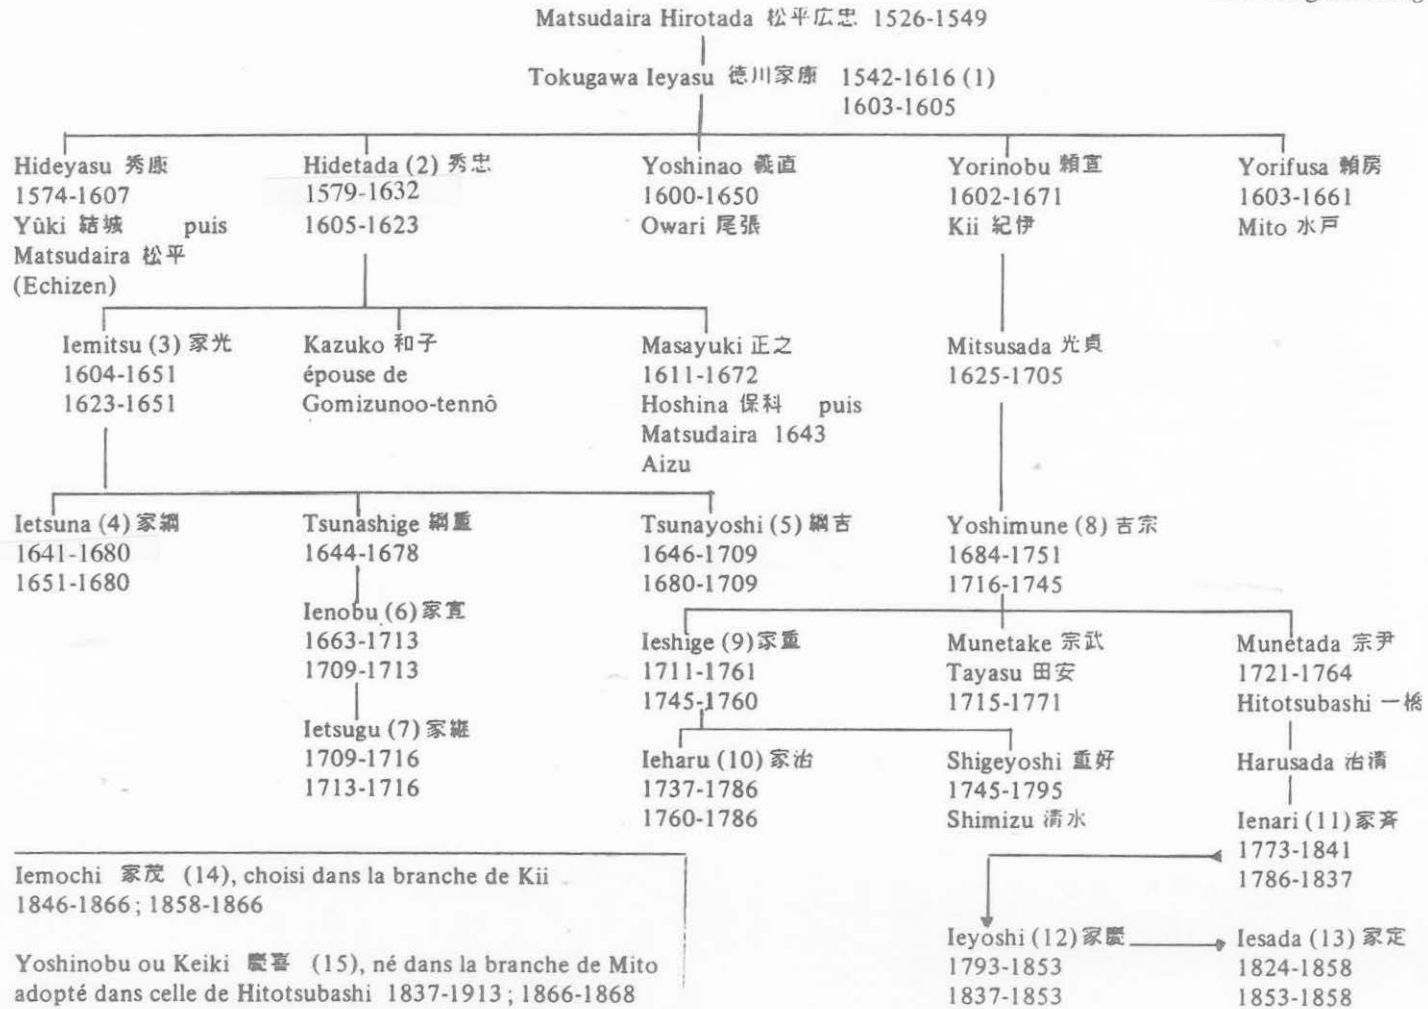 Matsudaira Hirotada 松平広忠 1526-1549
Tokugawa Ieyasu 徳川家康 1542-1616 (1)
1603-1605
Hideyasu 秀康
1574-1607
Yûki 結城 puis
Matsudaira 松平
(Echizen)
Hidetada (2) 秀忠
1579-1632
1605-1623
Yoshinao 義直
1600-1650
Owari 尾張
Yorinobu 頼宣
1602-1671
Kii 紀伊
Yorifusa 頼房
1603-1661
Mito 水戸
Iemitsu (3) 家光
1604-1651
1623-1651
Kazuko 和子
épouse de
Gomizunoo-tennô
Masayuki 正之
1611-1672
Hoshina 保科 puis
Matsudaira 1643
Aizu
Mitsusada 光貞
1625-1705
Ietsuna (4) 家綱
1641-1680
1651-1680
Tsunashige 綱重
1644-1678
Tsunayoshi (5) 綱吉
1646-1709
1680-1709
Yoshimune (8) 吉宗
1684-1751
1716-1745
Ienobu (6) 家宣
1663-1713
1709-1713
Ieshige (9) 家重
1711-1761
1745-1760
Munetake 宗武
Tayasu 田安
1715-1771
Munetada 宗尹
1721-1764
Hitotsubashi 一橋
Ietsugu (7) 家継
1709-1716
1713-1716
Ieharu (10) 家治
1737-1786
1760-1786
Shigeyoshi 重好
1745-1795
Shimizu 清水
Harusada 治済
Ienari (11) 家斉
1773-1841
1786-1837
Iemochi 家茂 (14), choisi dans la branche de Kii
1846-1866 ; 1858-1866
Ieyoshi (12) 家慶
1793-1853
1837-1853
Iesada (13) 家定
1824-1858
1853-1858
Yoshinobu ou Keiki 慶喜 (15), né dans la branche de Mito
adopté dans celle de Hitotsubashi 1837-1913 ; 1866-1868